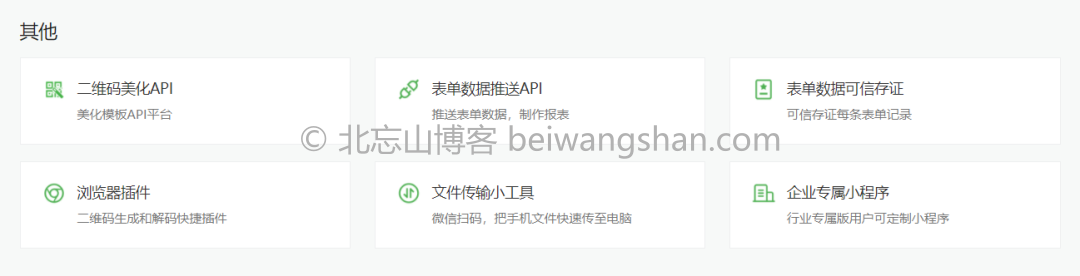 其他
二维码美化API
美化模板API平台
表单数据推送API
推送表单数据，制作报表
表单数据可信存证
可信存证每条表单记录
© 北忘山博客 beiwangshan.com
浏览器插件
二维码生成和解码快捷插件
文件传输小工具
微信扫码，把手机文件快速传至电脑
企业专属小程序
行业专属版用户可定制小程序